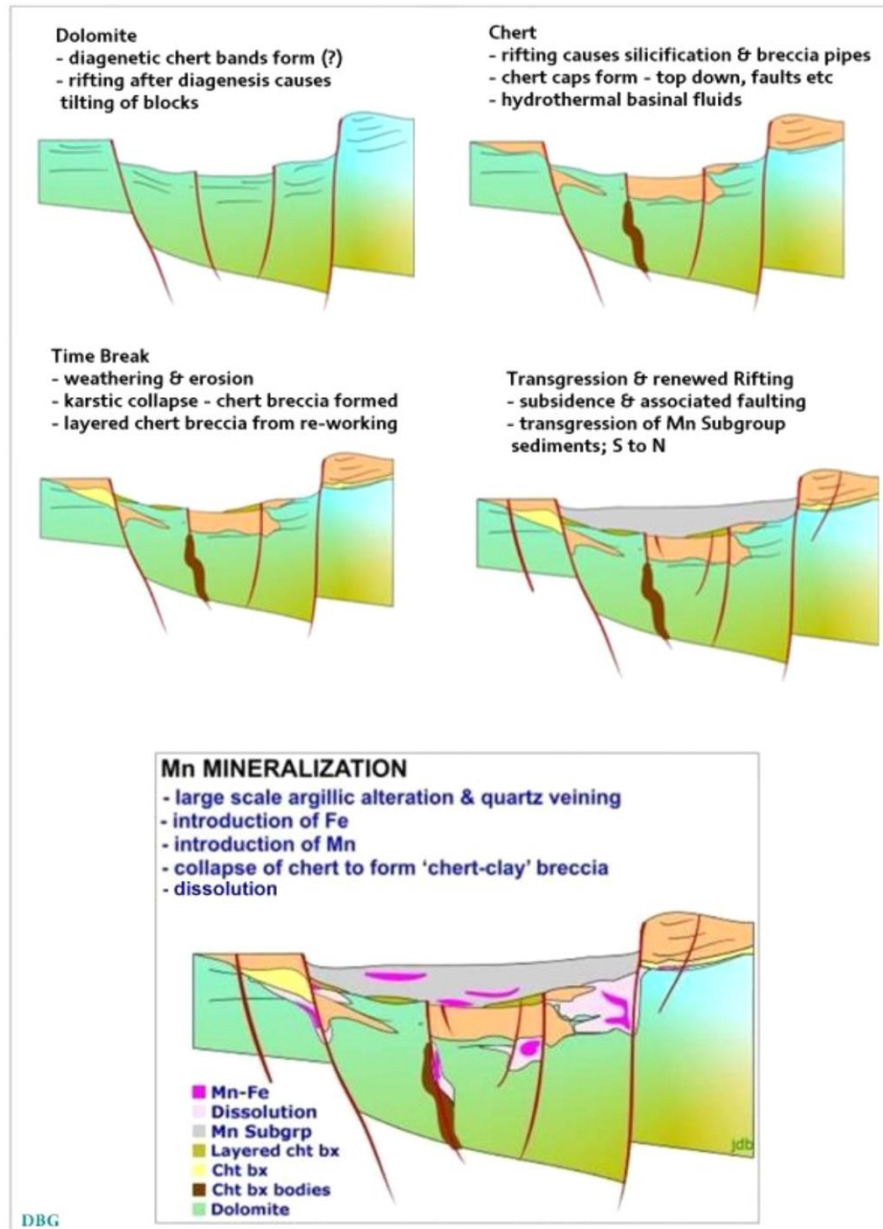 Dolomite
- diagenetic chert bands form (?)
- rifting after diagenesis causes
tilting of blocks
Chert
- rifting causes silicification & breccia pipes
- chert caps form - top down, faults etc
- hydrothermal basinal fluids
Time Break
- weathering & erosion
- karstic collapse - chert breccia formed
- layered chert breccia from re-working
Transgression & renewed Rifting
- subsidence & associated faulting
- transgression of Mn Subgroup
sediments; S to N
Mn MINERALIZATION
- large scale argillic alteration & quartz veining
- introduction of Fe
- introduction of Mn
- collapse of chert to form 'chert-clay' breccia
- dissolution
Mn-Fe
Dissolution
Mn Subgrp
Layered cht bx
Cht bx
Cht bx bodies
Dolomite
jdb
DBG